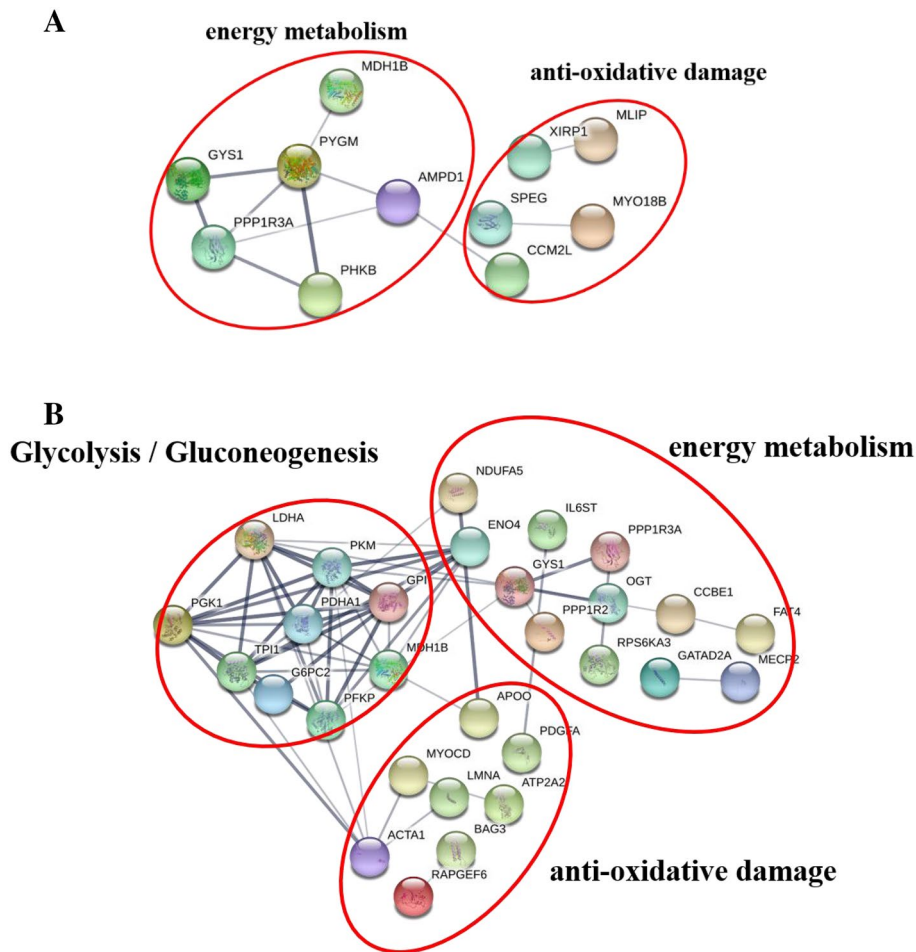 A
energy metabolism
anti-oxidative damage
MDH1B
MLIP
XIRP1
PYGM
GYS1
AMPD1
SPEG
MYO18B
PPP1R3A
CCM2L
PHKB
B
Glycolysis / Gluconeogenesis
energy metabolism
NDUFA5
IL6ST
LDHA
ENO4
PPP1R3A
PKM
GYS1
GPI
OGT
PDHA1
CCBE1
PGK1
PPP1R2
FAT4
RPS6KA3
TPI1
MDH1B
GATAD2A
MECP2
G6PC2
PFKP
APOO
PDGFA
MYOCD
LMNA
ATP2A2
ACTA1
BAG3
RAPGEF6
anti-oxidative damage